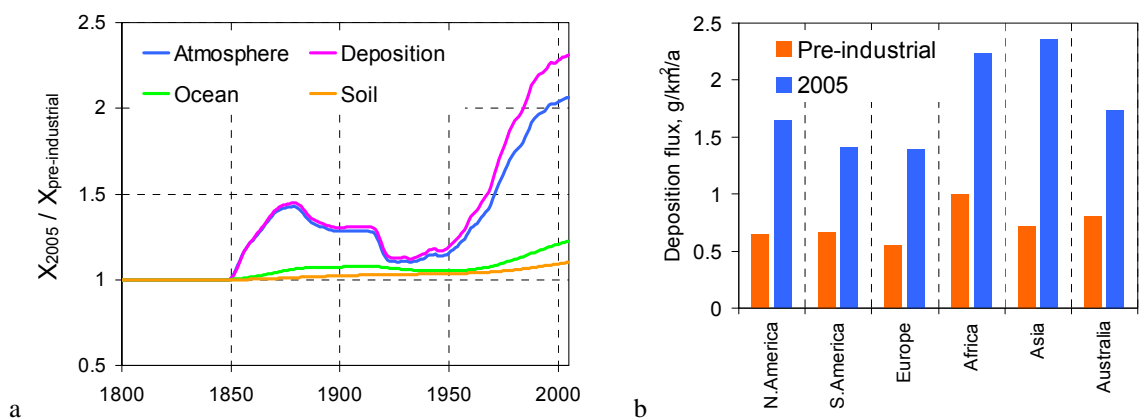 2.5
2
1.5
1
0.5
X2005 / Xpre-industrial
Atmosphere
Deposition
Ocean
Soil
1800
1850
1900
1950
2000
a
2.5
2
1.5
1
0.5
0
Deposition flux, g/km²/a
Pre-industrial
2005
N.America
S.America
Europe
Africa
Asia
Australia
b